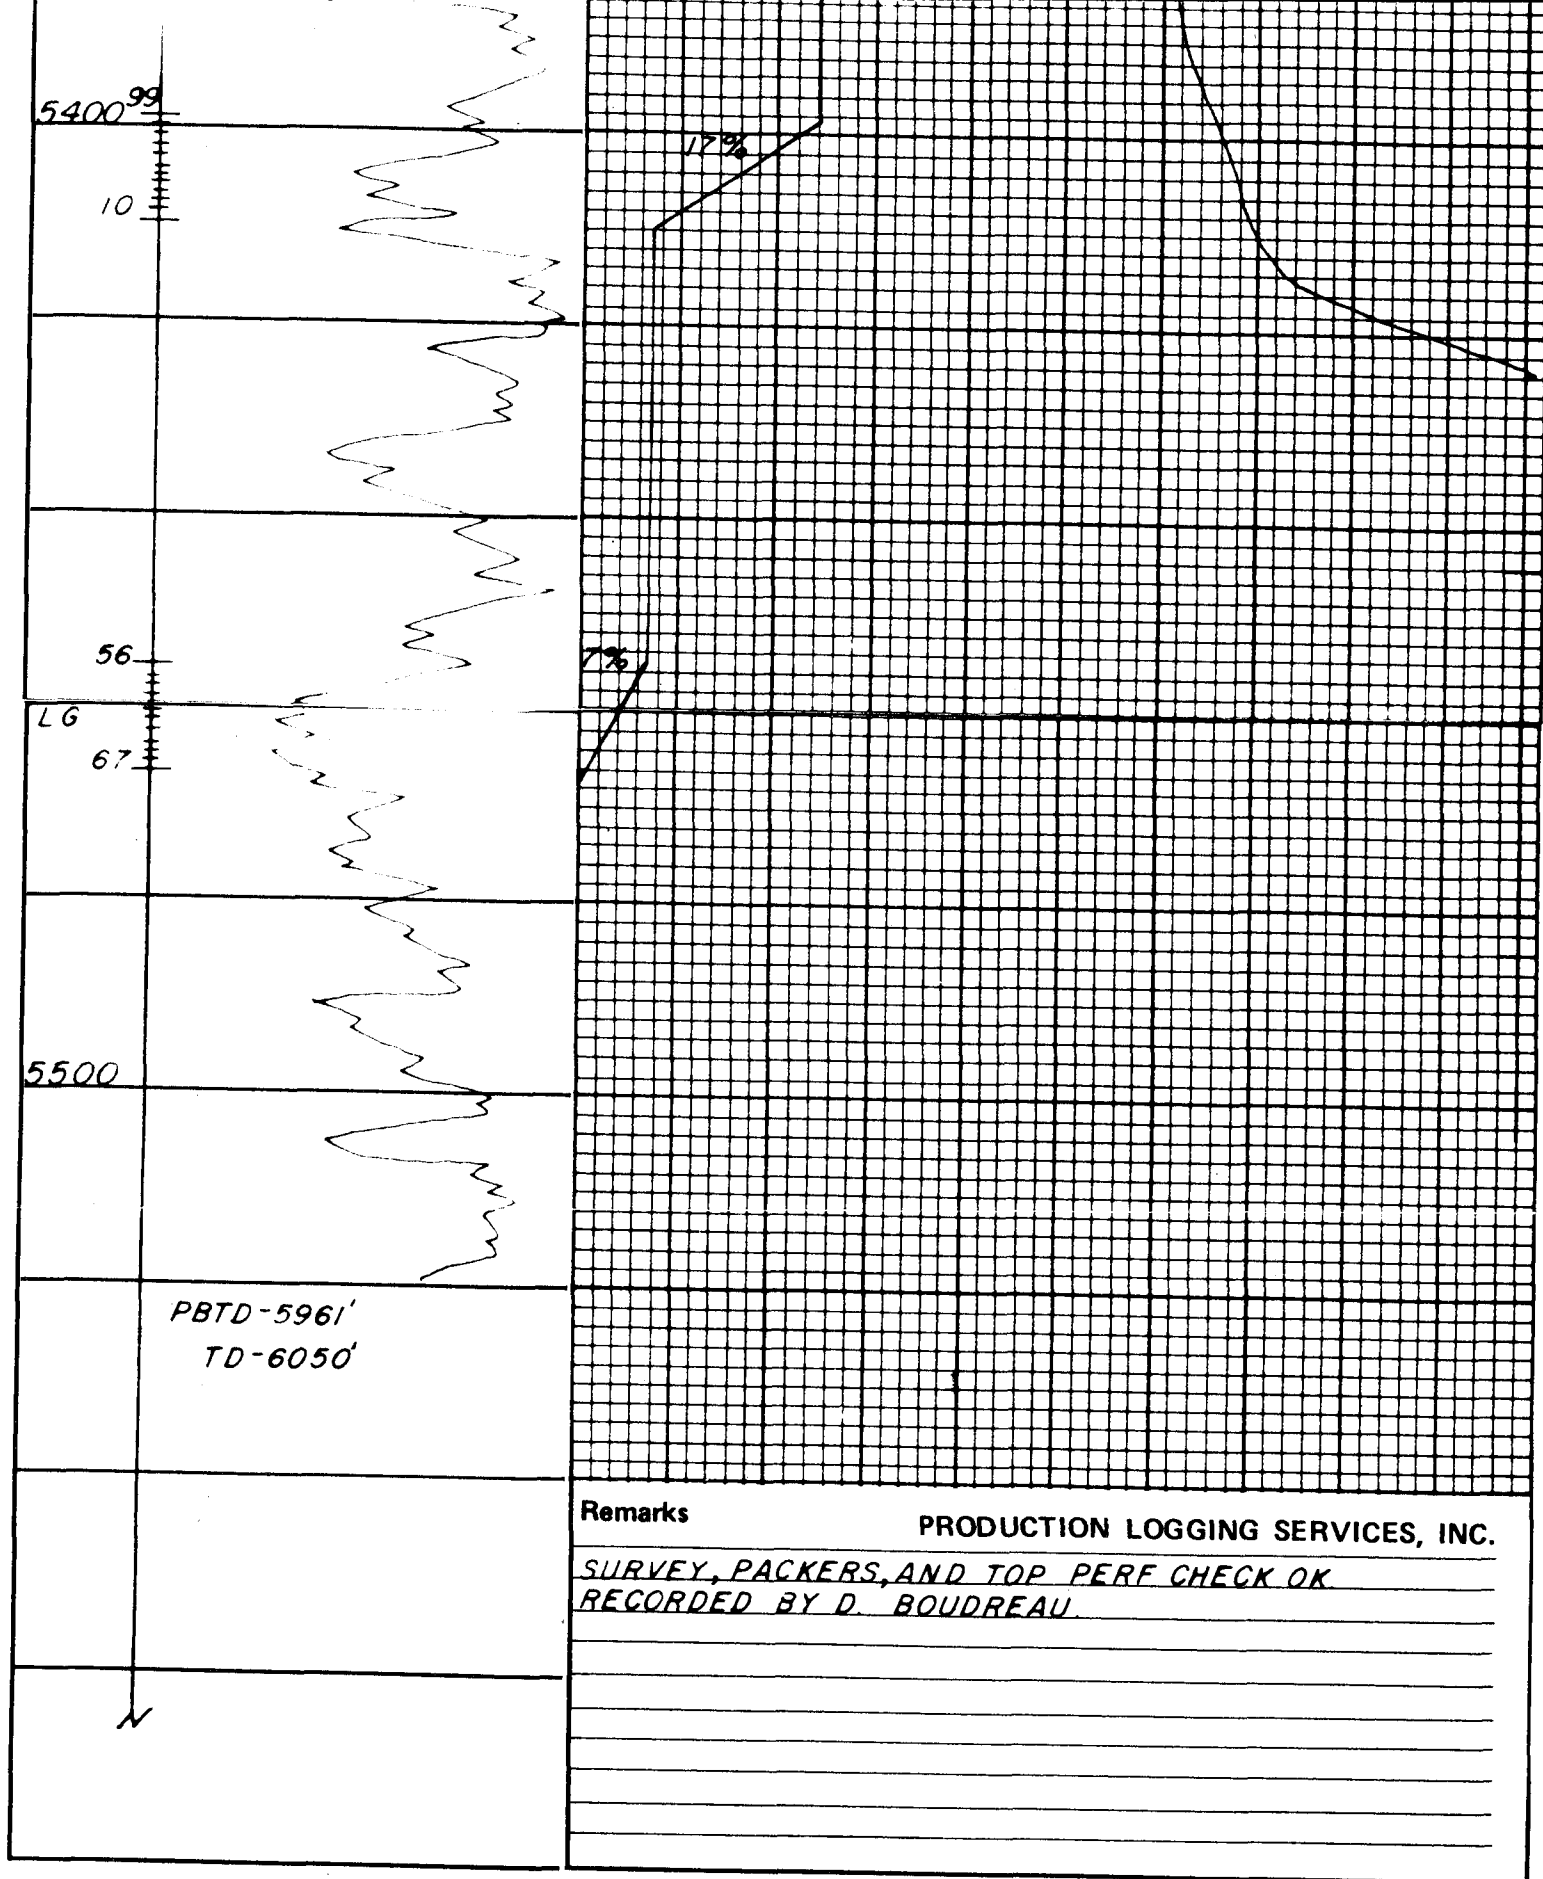 99
5400
17%
10
56
7%
LG
67
5500
PBTD-5961'
TD-6050'
Remarks
PRODUCTION LOGGING SERVICES, INC.
SURVEY, PACKERS, AND TOP PERF CHECK OK.
RECORDED BY D. BOUDREAU.
N